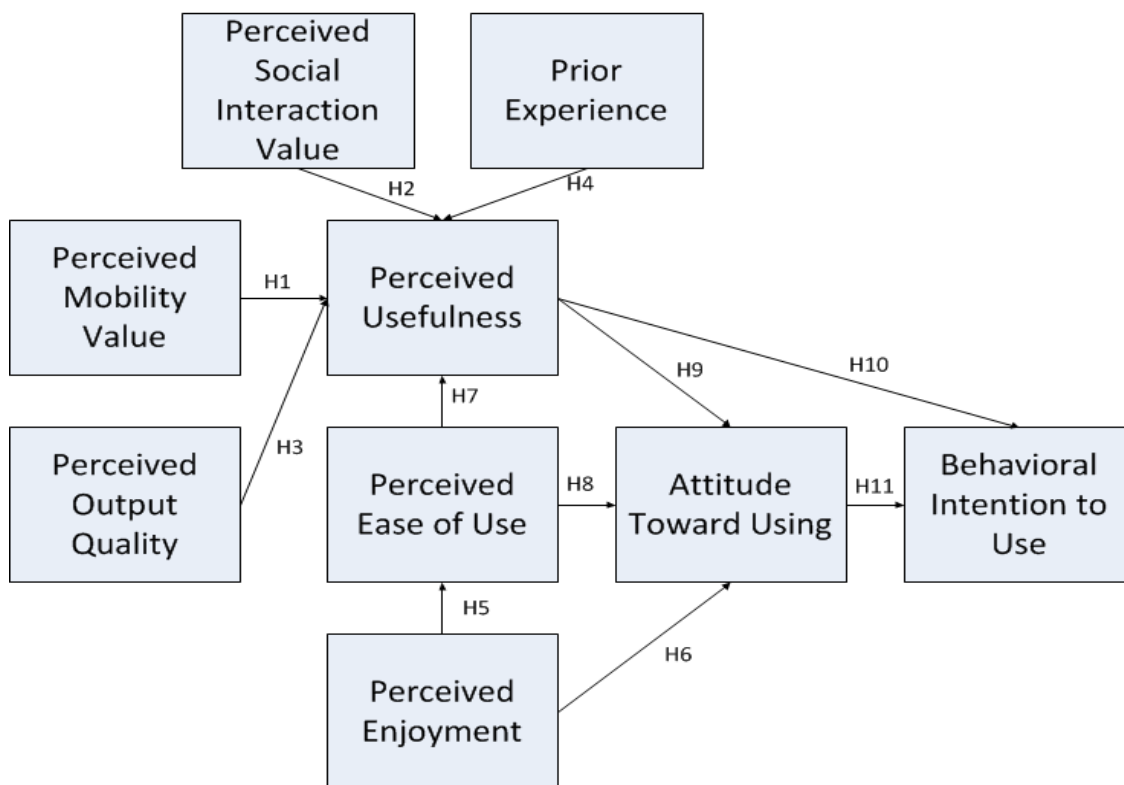 Perceived
Social
Interaction
Value
Prior
Experience
H2
H4
Perceived
Mobility
Value
H1
Perceived
Usefulness
H9
H10
H7
H3
Perceived
Output
Quality
Perceived
Ease of Use
H8
Attitude
Toward Using
H11
Behavioral
Intention to
Use
H5
H6
Perceived
Enjoyment